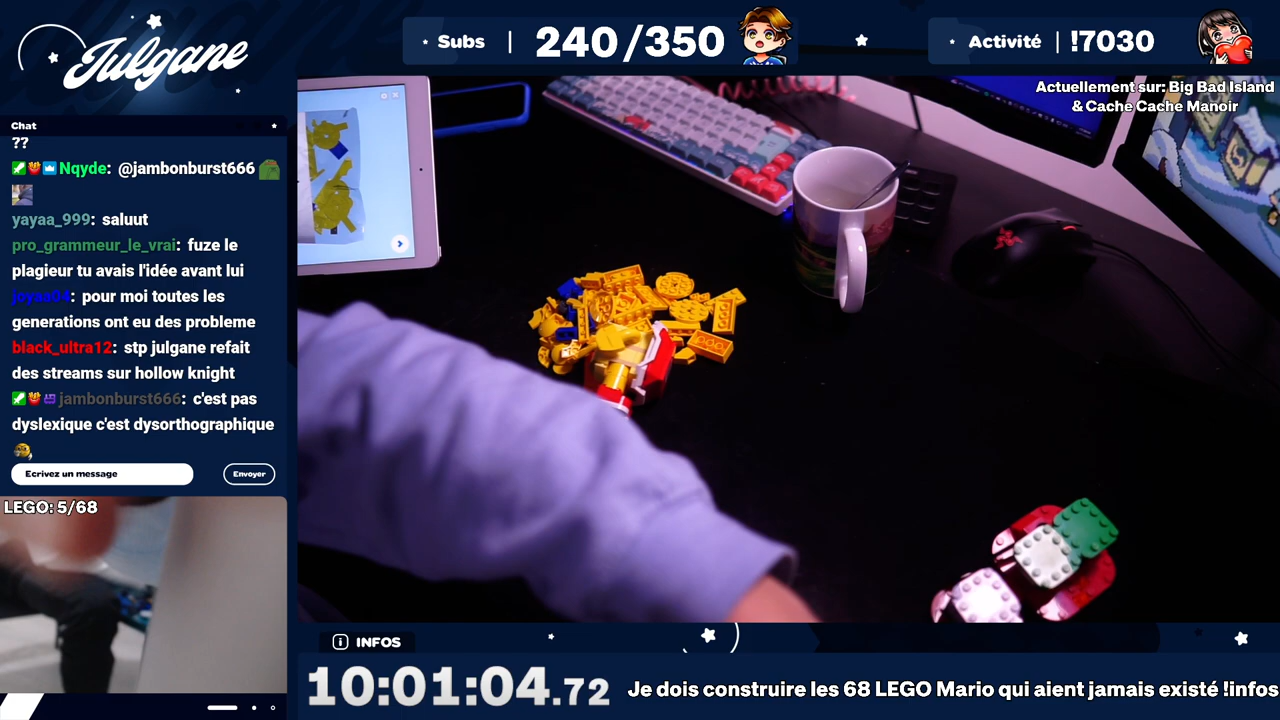 Julgane
Subs | 240/350
Activité | !7030
Actuellement sur: Big Bad Island
& Cache Cache Manoir
Chat
??
Nqyde: @jambonburst666
yayaa_999: saluut
pro_grammeur_le_vrai: fuze le
plagieur tu avais l'idée avant lui
joyaa04: pour moi toutes les
generations ont eu des probleme
black_ultra12: stp julgane refait
des streams sur hollow knight
jambonburst666: c'est pas
dyslexique c'est dysorthographique
Ecrivez un message
Envoyer
LEGO: 5/68
INFOS
10:01:04.72
Je dois construire les 68 LEGO Mario qui aient jamais existé !infos